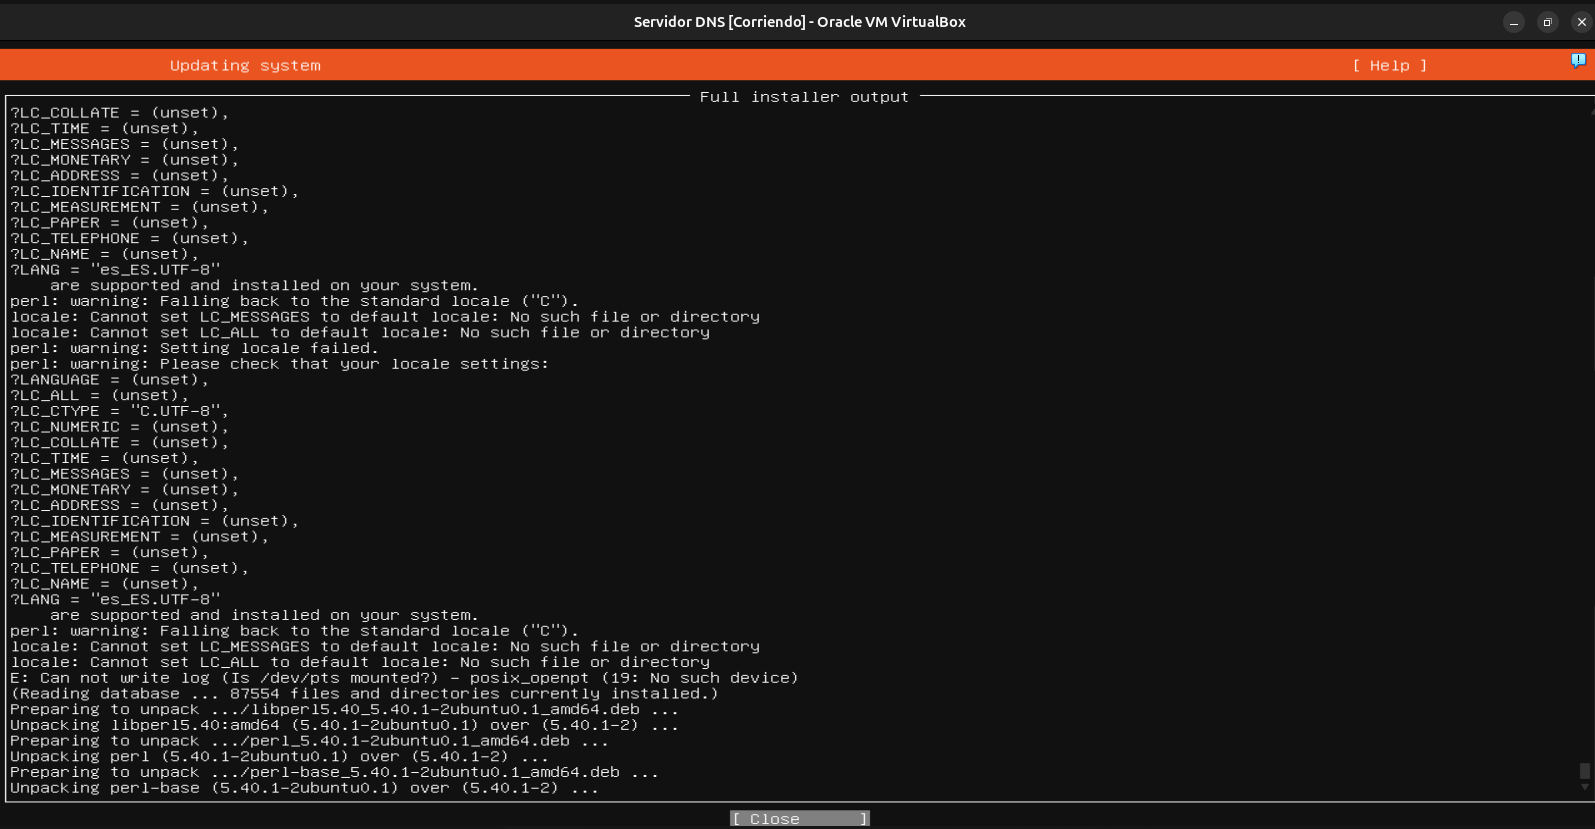 Servidor DNS [Corriendo] - Oracle VM VirtualBox
Updating system [ Help ]
Full installer output
?LC_COLLATE = (unset),
?LC_TIME = (unset),
?LC_MESSAGES = (unset),
?LC_MONETARY = (unset),
?LC_ADDRESS = (unset),
?LC_IDENTIFICATION = (unset),
?LC_MEASUREMENT = (unset),
?LC_PAPER = (unset),
?LC_TELEPHONE = (unset),
?LC_NAME = (unset),
?LANG = "es_ES.UTF-8"
are supported and installed on your system.
perl: warning: Falling back to the standard locale ("C").
locale: Cannot set LC_MESSAGES to default locale: No such file or directory
locale: Cannot set LC_ALL to default locale: No such file or directory
perl: warning: Setting locale failed.
perl: warning: Please check that your locale settings:
?LANGUAGE = (unset),
?LC_ALL = (unset),
?LC_CTYPE = "C.UTF-8",
?LC_NUMERIC = (unset),
?LC_COLLATE = (unset),
?LC_TIME = (unset),
?LC_MESSAGES = (unset),
?LC_MONETARY = (unset),
?LC_ADDRESS = (unset),
?LC_IDENTIFICATION = (unset),
?LC_MEASUREMENT = (unset),
?LC_PAPER = (unset),
?LC_TELEPHONE = (unset),
?LC_NAME = (unset),
?LANG = "es_ES.UTF-8"
are supported and installed on your system.
perl: warning: Falling back to the standard locale ("C").
locale: Cannot set LC_MESSAGES to default locale: No such file or directory
locale: Cannot set LC_ALL to default locale: No such file or directory
E: Can not write log (Is /dev/pts mounted?) - posix_openpt (19: No such device)
(Reading database ... 87554 files and directories currently installed.)
Preparing to unpack .../libperl5.40_5.40.1-2ubuntu0.1_amd64.deb ...
Unpacking libperl5.40:amd64 (5.40.1-2ubuntu0.1) over (5.40.1-2) ...
Preparing to unpack .../perl_5.40.1-2ubuntu0.1_amd64.deb ...
Unpacking perl (5.40.1-2ubuntu0.1) over (5.40.1-2) ...
Preparing to unpack .../perl-base_5.40.1-2ubuntu0.1_amd64.deb ...
Unpacking perl-base (5.40.1-2ubuntu0.1) over (5.40.1-2) ...
[ Close ]